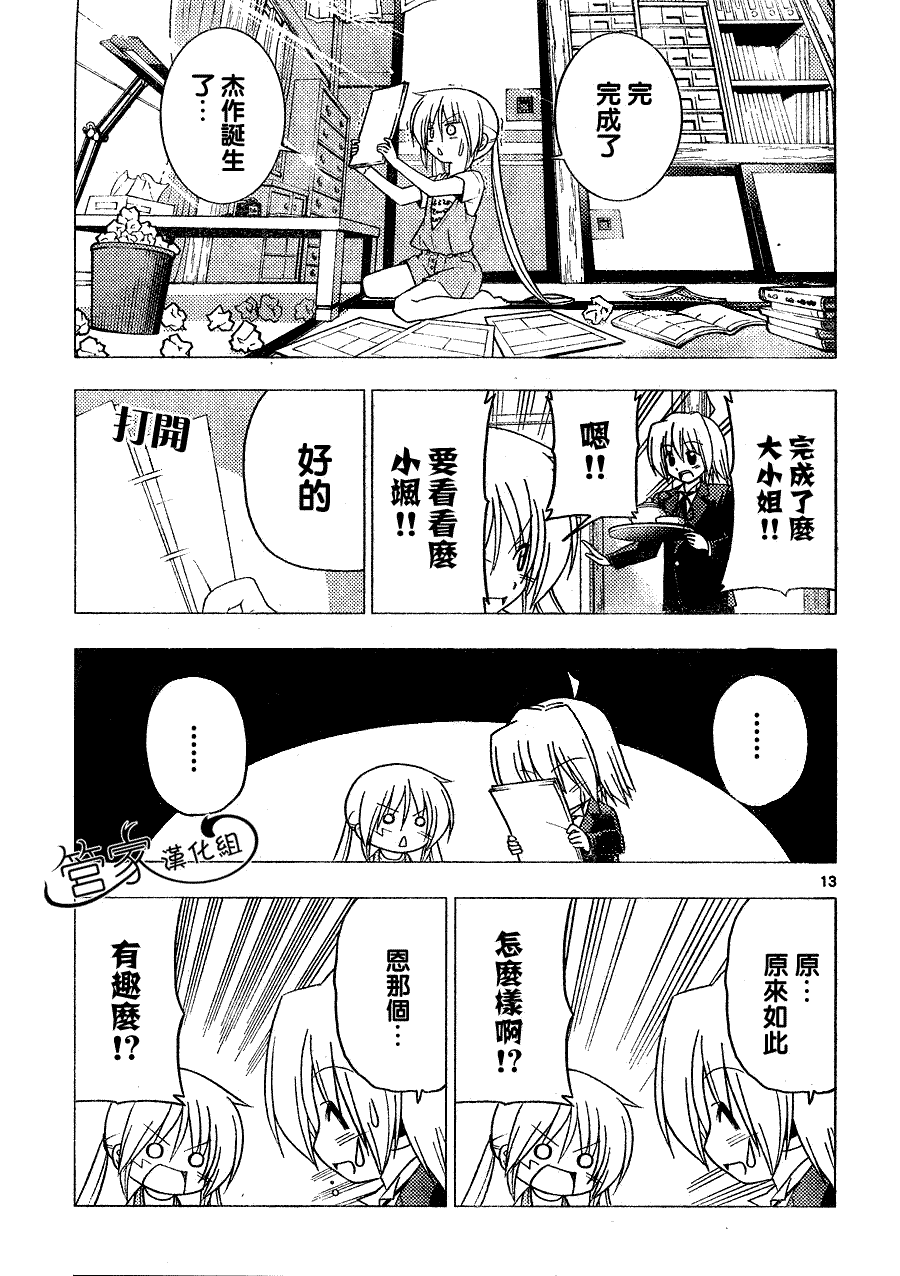 完
完成了
杰作誕生
了…
完成了麼
大小姐!!
嗯!!
要看看麼
小颯!!
好的
打開
……
……
管家
漢化組
13
原…
原來如此
怎麼樣啊!?
恩那個…
有趣麼!?